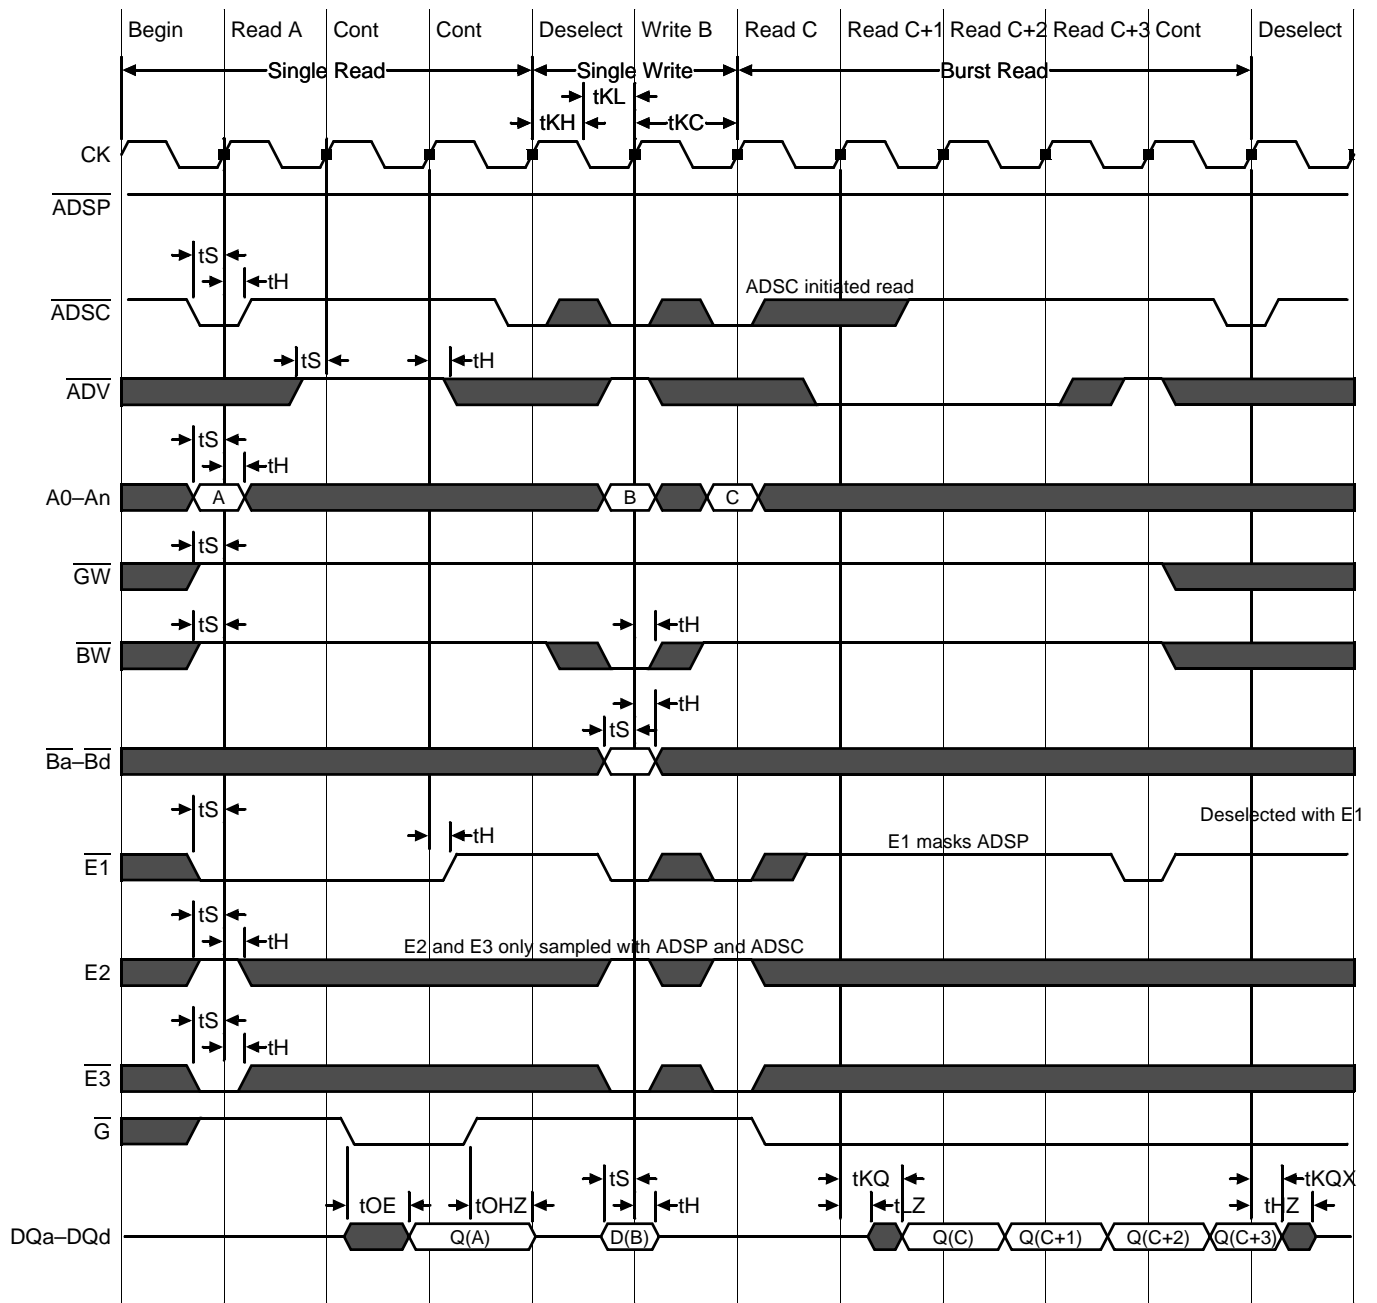 Begin Read A Cont Cont Deselect Write B Read C Read C+1 Read C+2 Read C+3 Cont Deselect
Single Read Single Write Burst Read
tKL
tKH tKC
CK
ADSP
tS
tH
ADSC initiated read
ADSC
tS tH
ADV
tS
tH
A0–An A B C
tS
GW
tS tH
BW
tH
tS
Ba–Bd
tS
Deselected with E1
tH
E1 masks ADSP
E1
tS
tH
E2 and E3 only sampled with ADSP and ADSC
E2
tS
tH
E3
G
tS tKQ tKQX
tOE tOHZ tH tLZ tHZ
DQa–DQd Q(A) D(B) Q(C) Q(C+1) Q(C+2) Q(C+3)